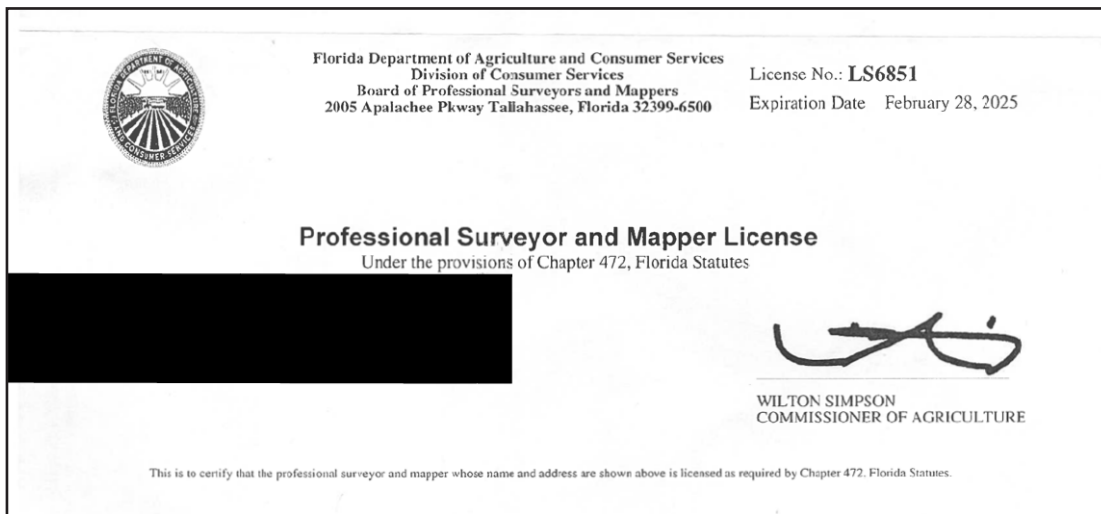 Florida Department of Agriculture and Consumer Services
Division of Consumer Services
Board of Professional Surveyors and Mappers
2005 Apalachee Pkway Tallahassee, Florida 32399-6500
License No.: LS6851
Expiration Date February 28, 2025
Professional Surveyor and Mapper License
Under the provisions of Chapter 472, Florida Statutes
WILTON SIMPSON
COMMISSIONER OF AGRICULTURE
This is to certify that the professional surveyor and mapper whose name and address are shown above is licensed as required by Chapter 472, Florida Statutes.